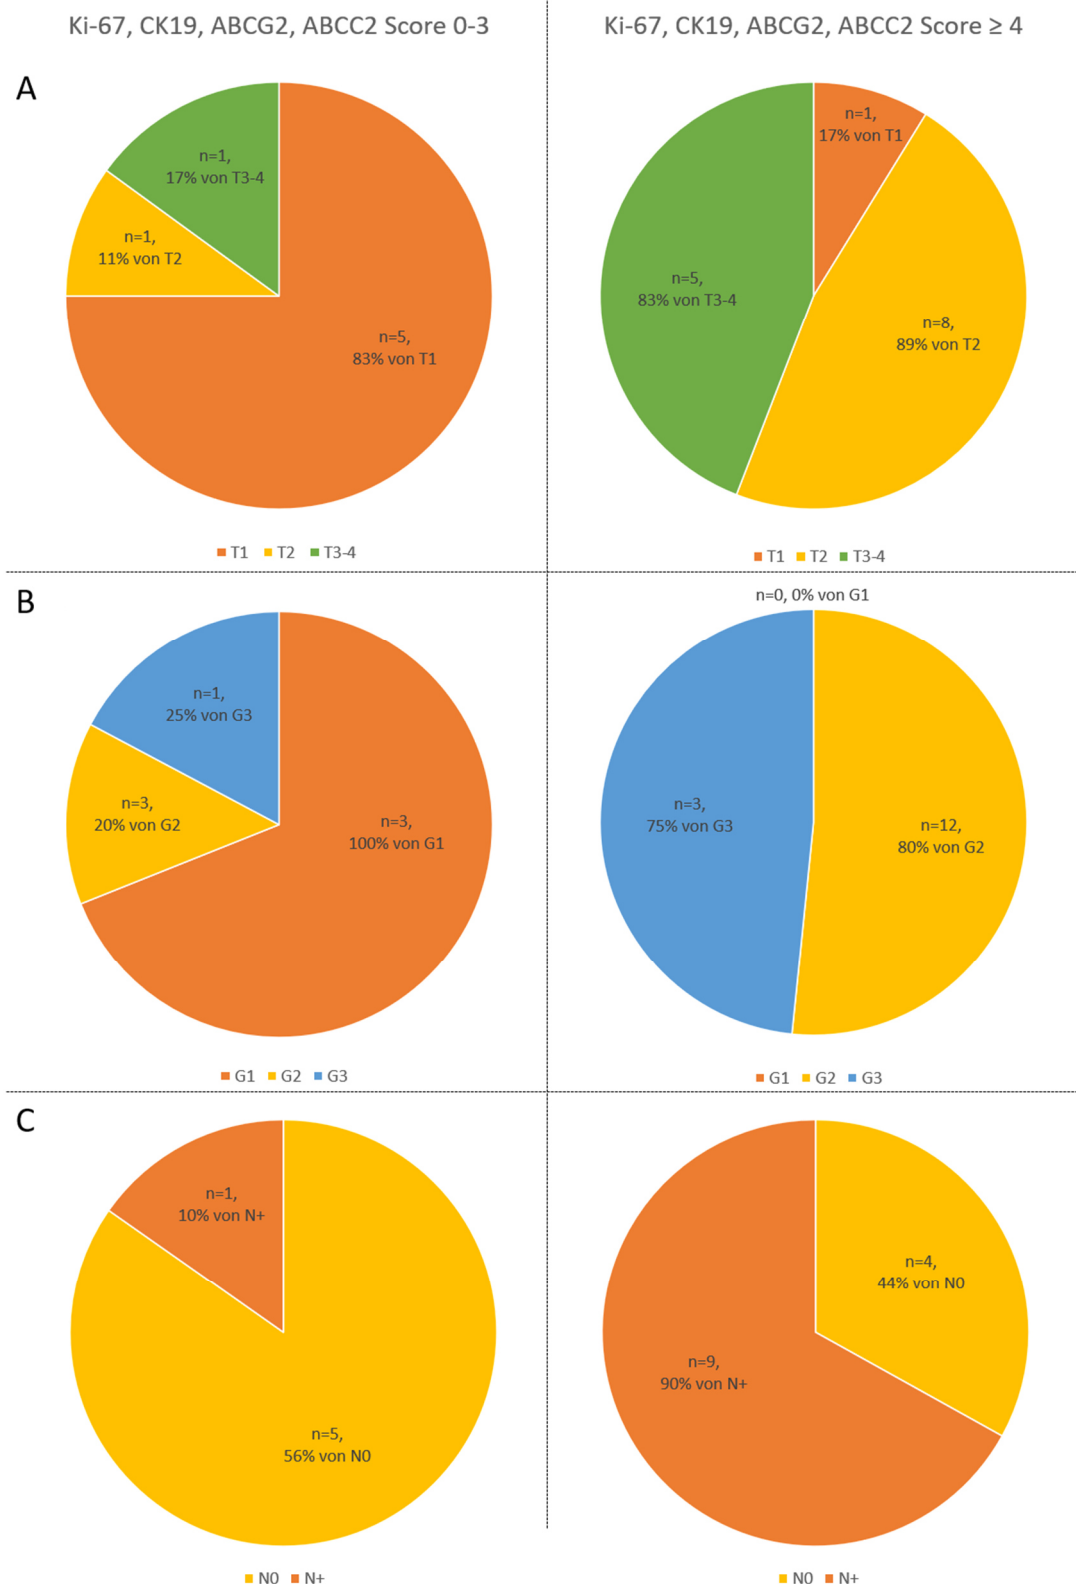 Ki-67, CK19, ABCG2, ABCC2 Score 0-3
Ki-67, CK19, ABCG2, ABCC2 Score ≥ 4
A
n=1,
17% von T3-4
n=1,
11% von T2
n=5,
83% von T1
T1 T2 T3-4
n=1,
17% von T1
n=5,
83% von T3-4
n=8,
89% von T2
T1 T2 T3-4
B
n=1,
25% von G3
n=3,
20% von G2
n=3,
100% von G1
G1 G2 G3
n=0, 0% von G1
n=3,
75% von G3
n=12,
80% von G2
G1 G2 G3
C
n=1,
10% von N+
n=5,
56% von N0
N0 N+
n=4,
44% von N0
n=9,
90% von N+
N0 N+